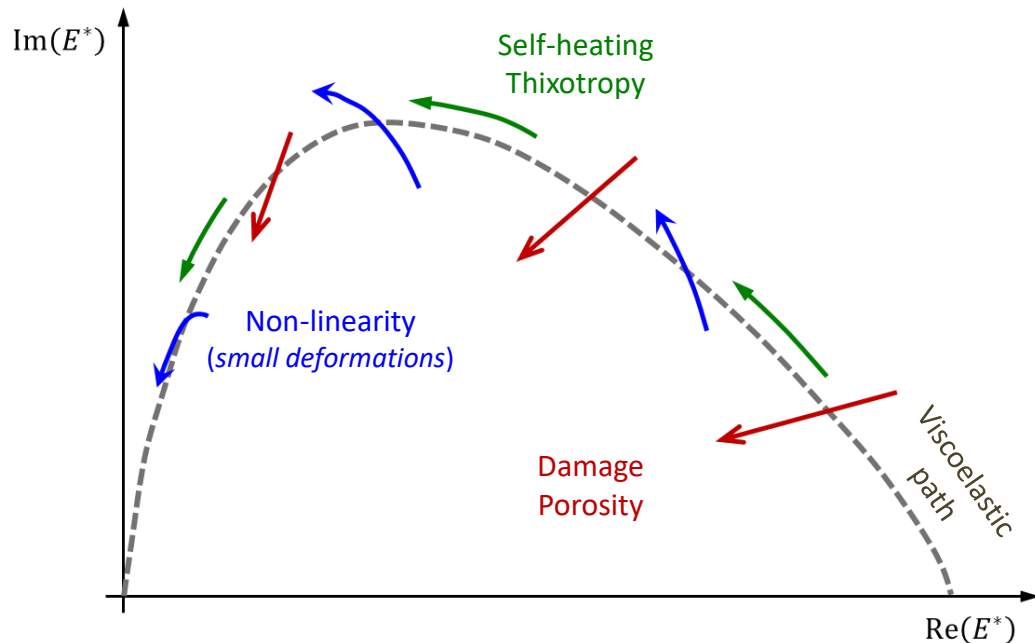 Im(E*)
Self-heating
Thixotropy
Non-linearity
(small deformations)
Damage
Porosity
Viscoelastic
path
Re(E*)